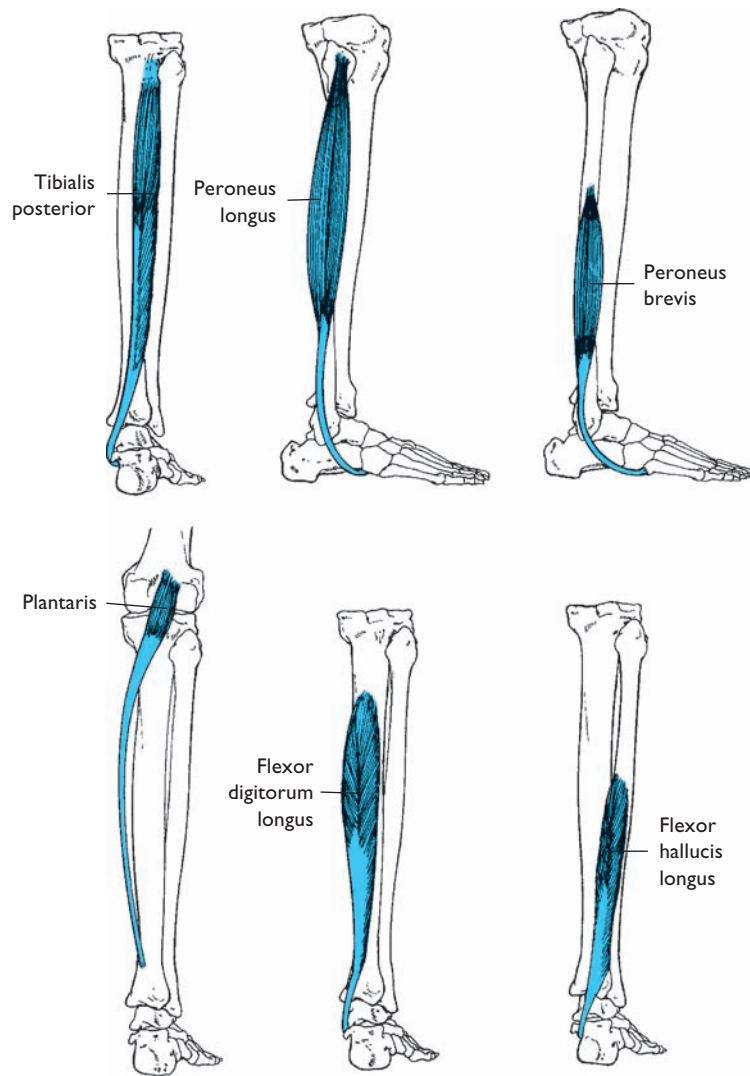 Tibialis
posterior
Peroneus
longus
Peroneus
brevis
Plantaris
Flexor
digitorum
longus
Flexor
hallucis
longus